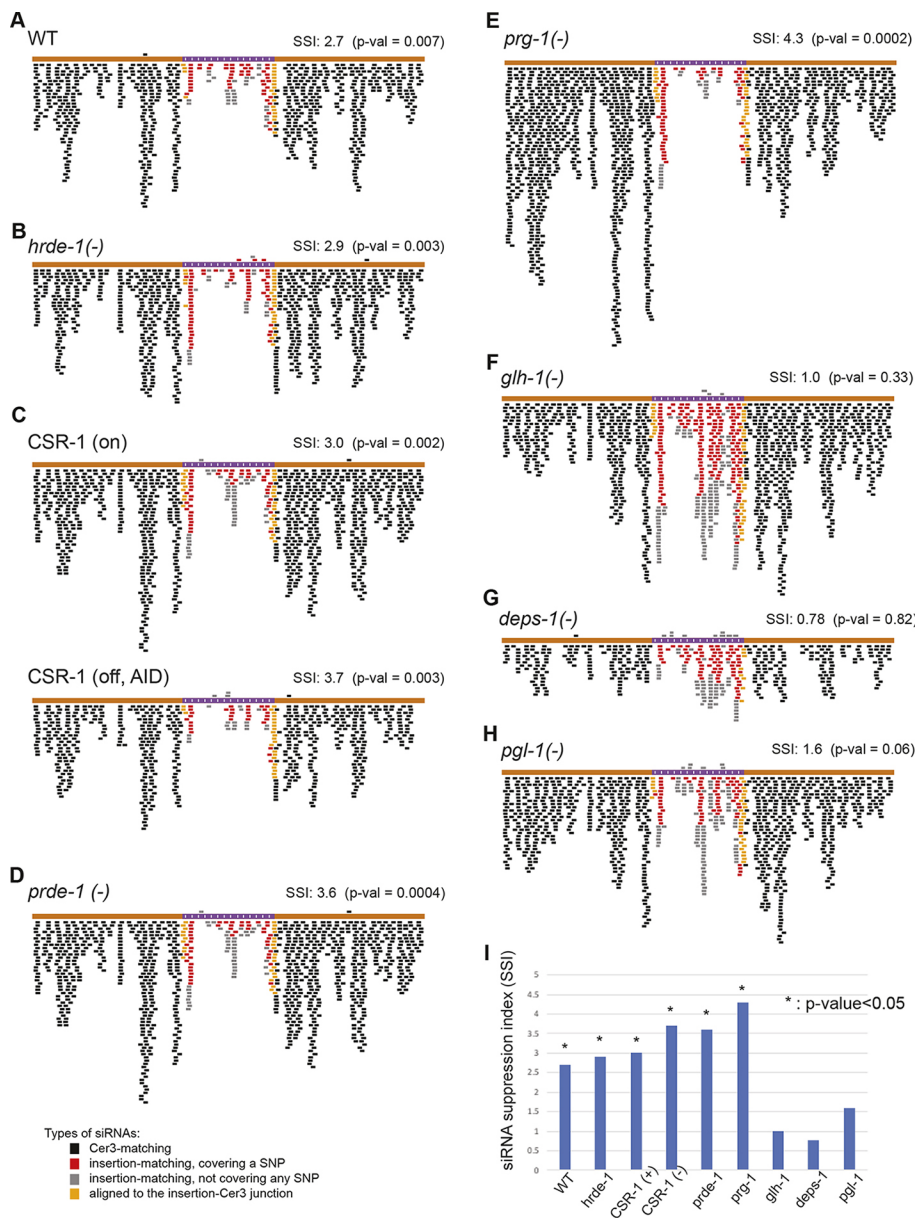 A
WT
SSI: 2.7 (p-val = 0.007)
B
hrde-1(-)
SSI: 2.9 (p-val = 0.003)
C
CSR-1 (on)
SSI: 3.0 (p-val = 0.002)
CSR-1 (off, AID)
SSI: 3.7 (p-val = 0.003)
D
prde-1 (-)
SSI: 3.6 (p-val = 0.0004)
Types of siRNAs:
Cer3-matching
insertion-matching, covering a SNP
insertion-matching, not covering any SNP
aligned to the insertion-Cer3 junction
E
prg-1(-)
SSI: 4.3 (p-val = 0.0002)
F
glh-1(-)
SSI: 1.0 (p-val = 0.33)
G
deps-1(-)
SSI: 0.78 (p-val = 0.82)
H
pgl-1(-)
SSI: 1.6 (p-val = 0.06)
I
siRNA suppression index (SSI)
5
4.5
4
3.5
3
2.5
2
1.5
1
0.5
0
* * * * * *
* : p-value<0.05
WT
hrde-1
CSR-1 (+)
CSR-1 (-)
prde-1
prg-1
glh-1
deps-1
pgl-1